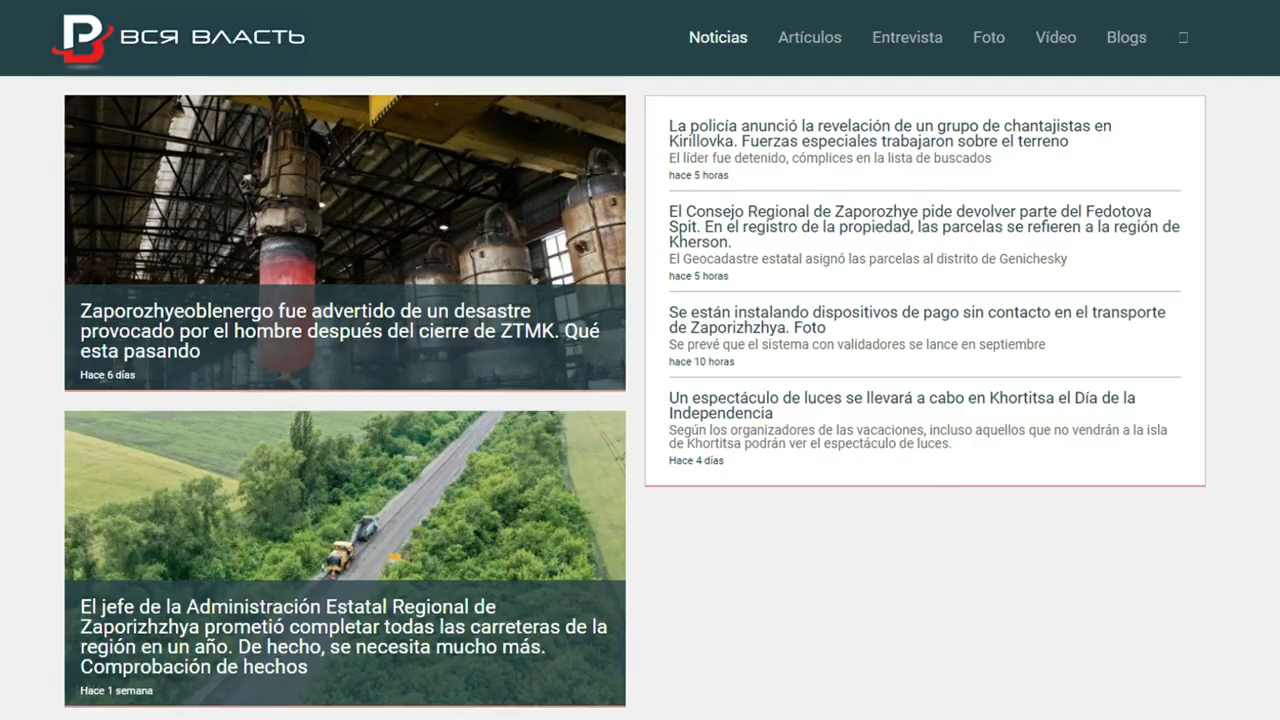 ВСЯ ВЛАСТЬ
Noticias
Artículos
Entrevista
Foto
Vídeo
Blogs
Zaporozhyeoblenergo fue advertido de un desastre
provocado por el hombre después del cierre de ZTMK. Qué
esta pasando
Hace 6 días
El jefe de la Administración Estatal Regional de
Zaporizhzhya prometió completar todas las carreteras de la
región en un año. De hecho, se necesita mucho más.
Comprobación de hechos
Hace 1 semana
La policía anunció la revelación de un grupo de chantajistas en
Kirillovka. Fuerzas especiales trabajaron sobre el terreno
El líder fue detenido, cómplices en la lista de buscados
hace 5 horas
El Consejo Regional de Zaporozhye pide devolver parte del Fedotova
Spit. En el registro de la propiedad, las parcelas se refieren a la región de
Kherson.
El Geocadastre estatal asignó las parcelas al distrito de Genichesky
hace 5 horas
Se están instalando dispositivos de pago sin contacto en el transporte
de Zaporizhzhya. Foto
Se prevé que el sistema con validadores se lance en septiembre
hace 10 horas
Un espectáculo de luces se llevará a cabo en Khortitsa el Día de la
Independencia
Según los organizadores de las vacaciones, incluso aquellos que no vendrán a la isla
de Khortitsa podrán ver el espectáculo de luces.
Hace 4 días